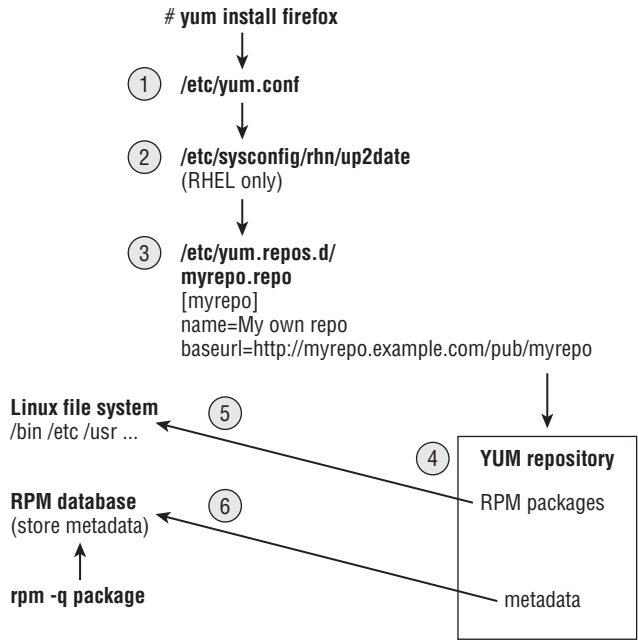 # yum install firefox
1 /etc/yum.conf
2 /etc/sysconfig/rhn/up2date
(RHEL only)
3 /etc/yum.repos.d/
myrepo.repo
[myrepo]
name=My own repo
baseurl=http://myrepo.example.com/pub/myrepo
Linux file system
/bin /etc /usr ...
5
4
YUM repository
RPM packages
RPM database
(store metadata)
6
rpm -q package
metadata